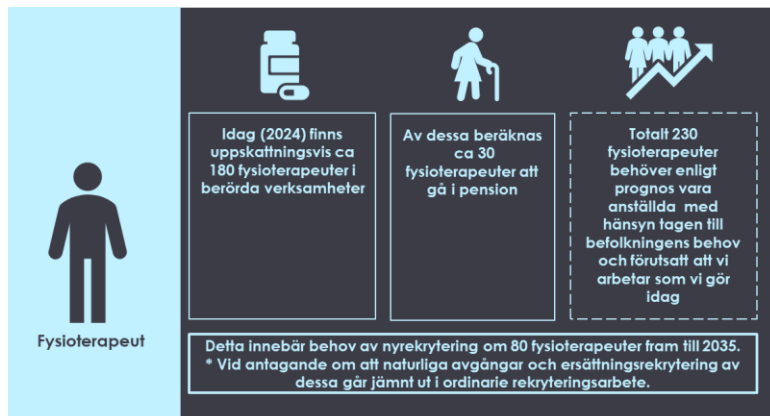 Fysioterapeut
Idag (2024) finns
uppskattningsvis ca
180 fysioterapeuter i
berörda verksamheter
Av dessa beräknas
ca 30
fysioterapeuter att
gå i pension
Totalt 230
fysioterapeuter
behöver enligt
prognos vara
anställda med
hänsyn tagen till
befolkningens behov
och förutsatt att vi
arbetar som vi gör
idag
Detta innebär behov av nyrekrytering om 80 fysioterapeuter fram till 2035.
* Vid antagande om att naturliga avgångar och ersättningsrekrytering av
dessa går jämnt ut i ordinarie rekryteringsarbete.